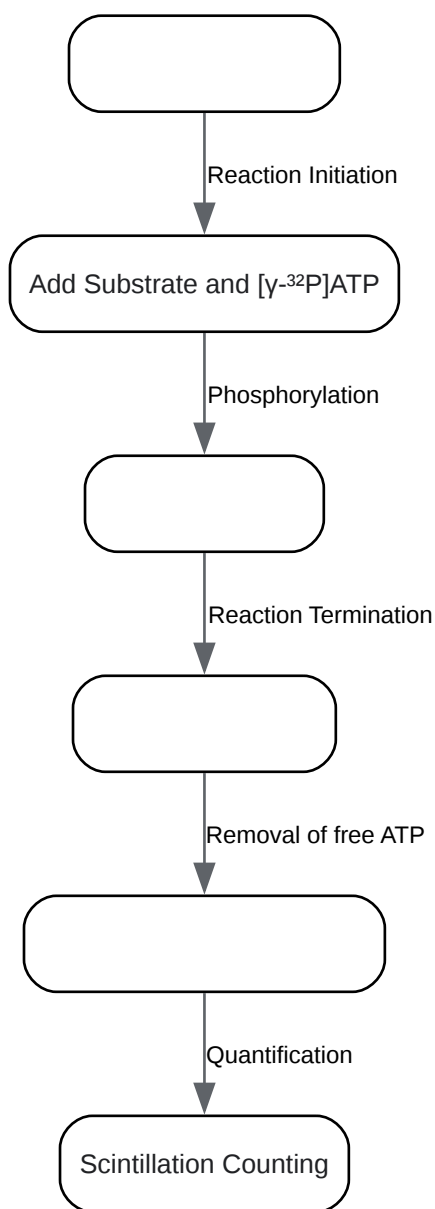 Reaction Initiation
Add Substrate and [γ-³²P]ATP
Phosphorylation
Reaction Termination
Removal of free ATP
Quantification
Scintillation Counting